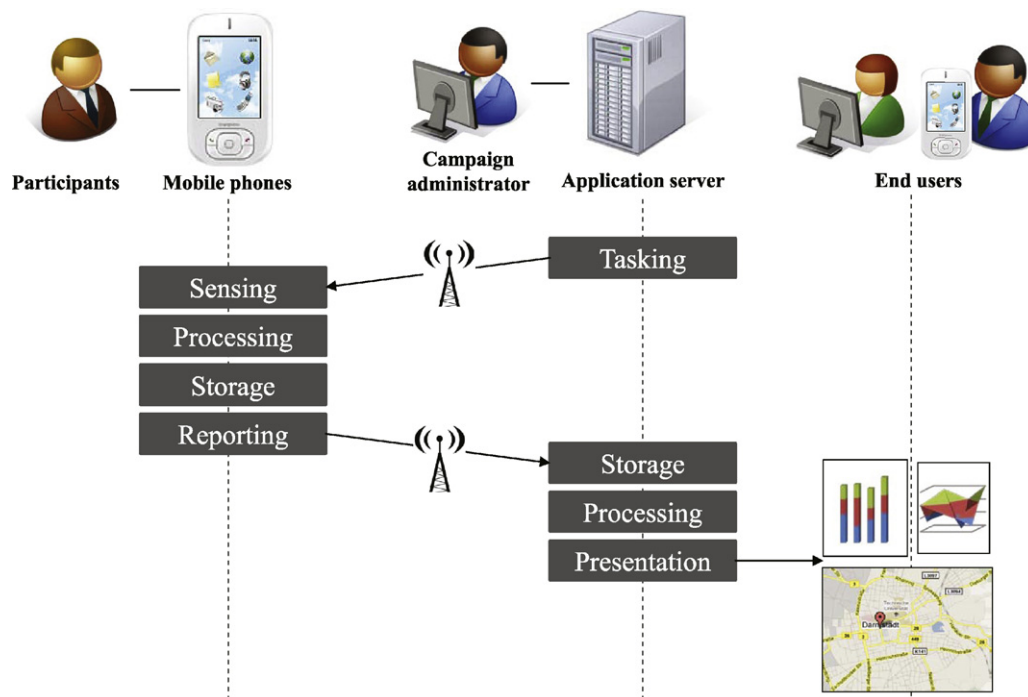 Participants
Mobile phones
Campaign
administrator
Application server
End users
Tasking
Sensing
Processing
Storage
Reporting
Storage
Processing
Presentation
Darmstadt